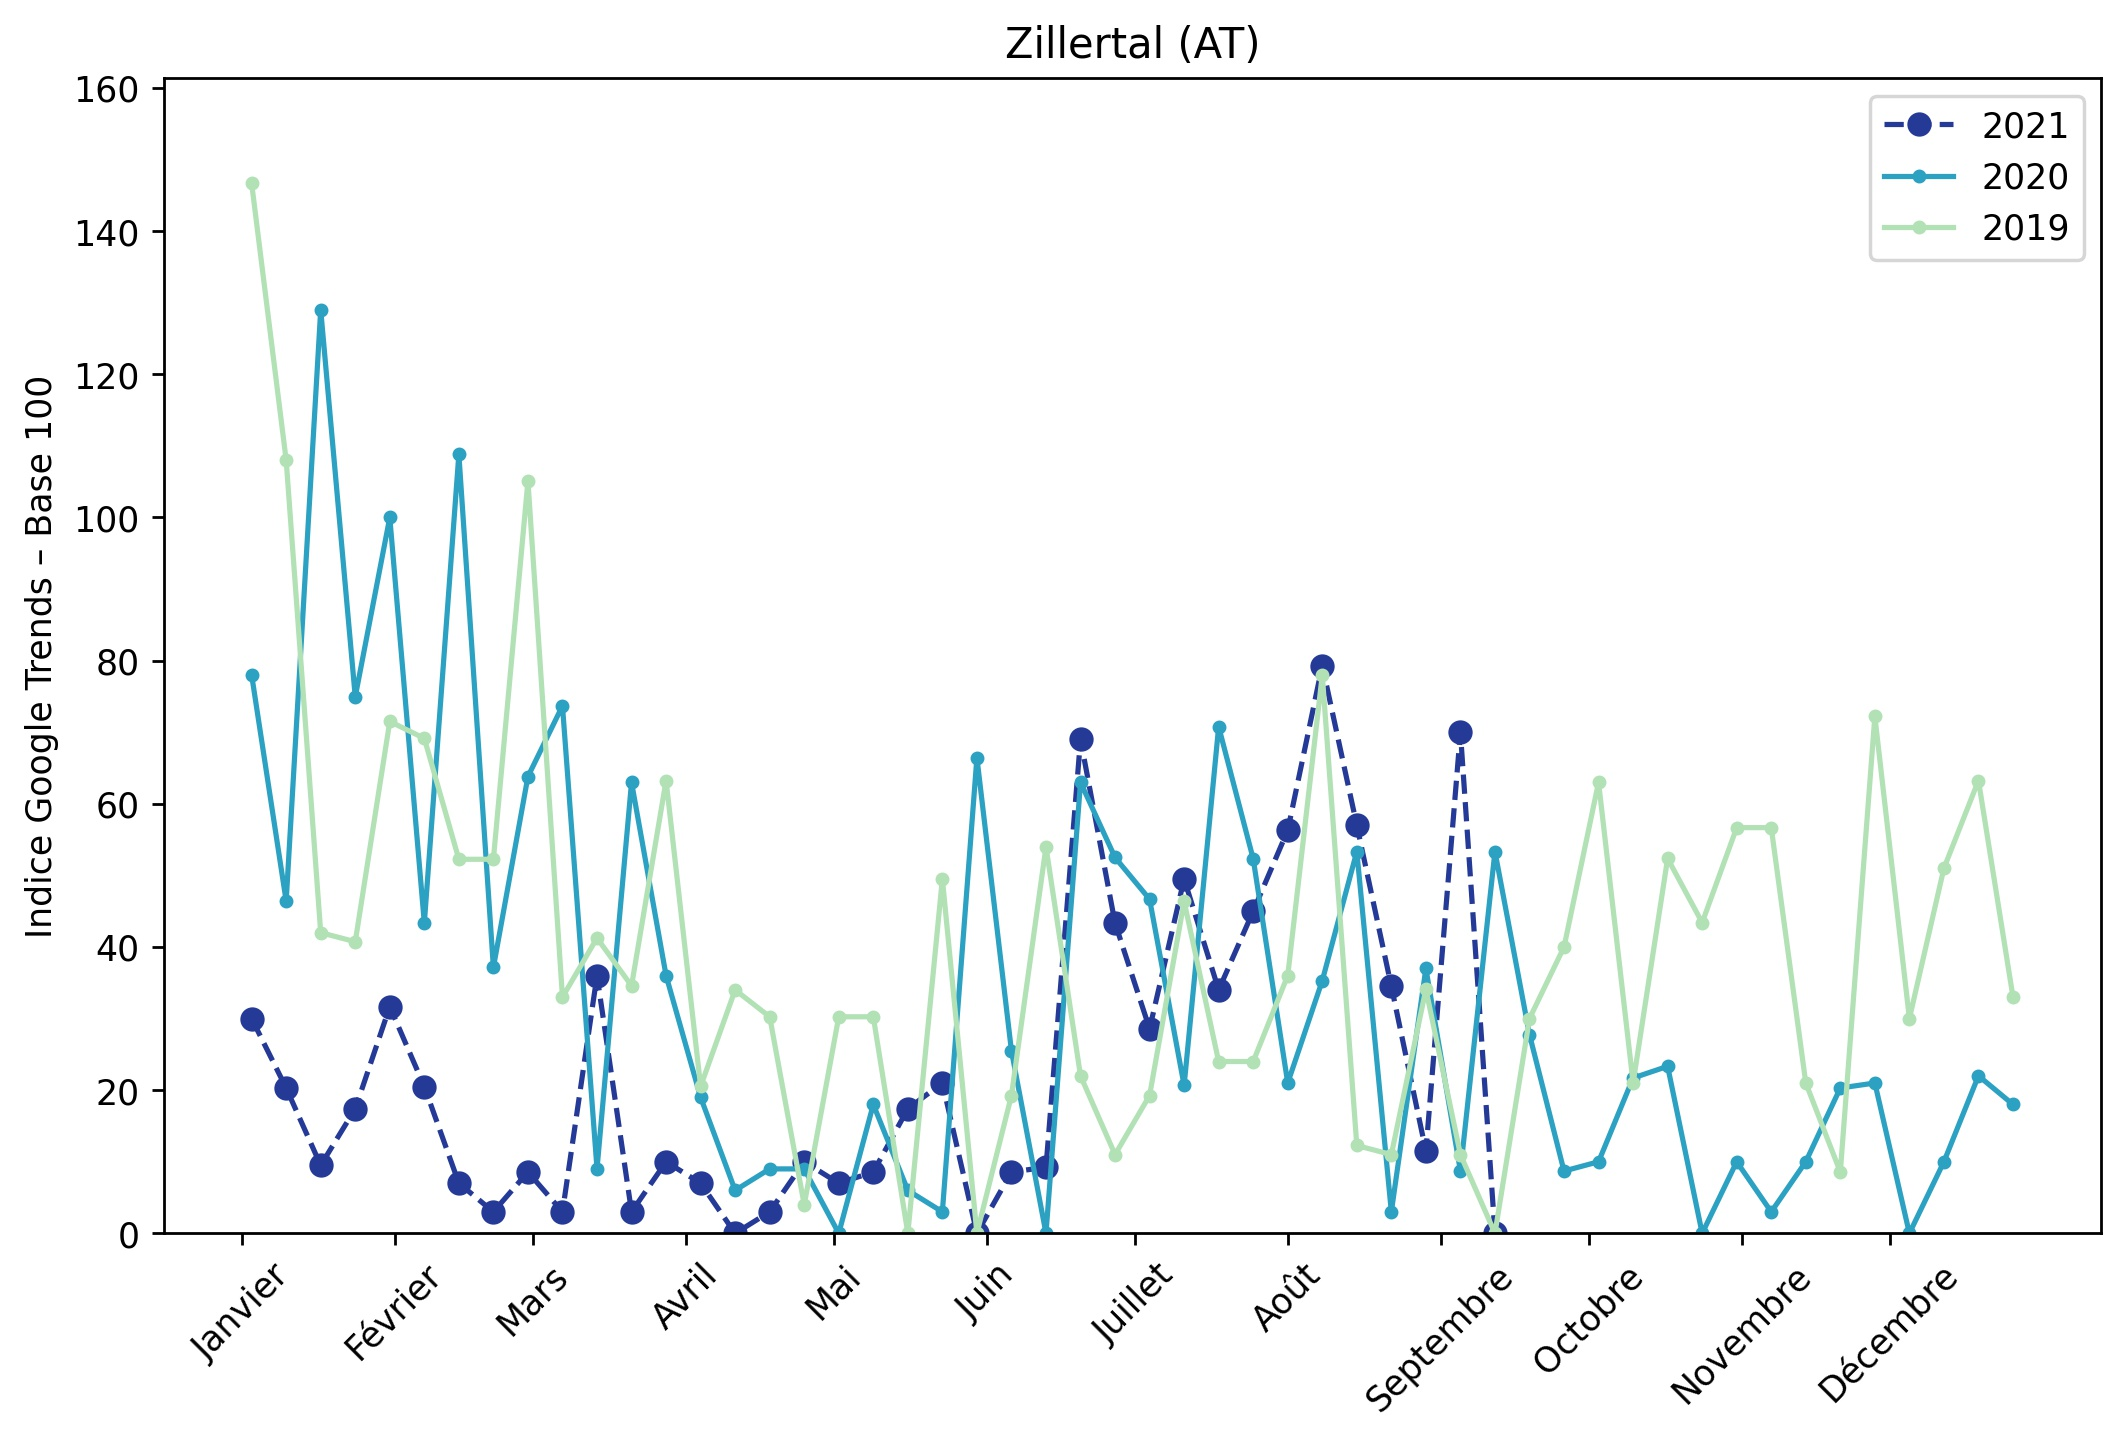 Zillertal (AT)
160
140
120
100
80
60
40
20
0
Indice Google Trends – Base 100
2021
2020
2019
Janvier
Février
Mars
Avril
Mai
Juin
Juillet
Août
Septembre
Octobre
Novembre
Décembre